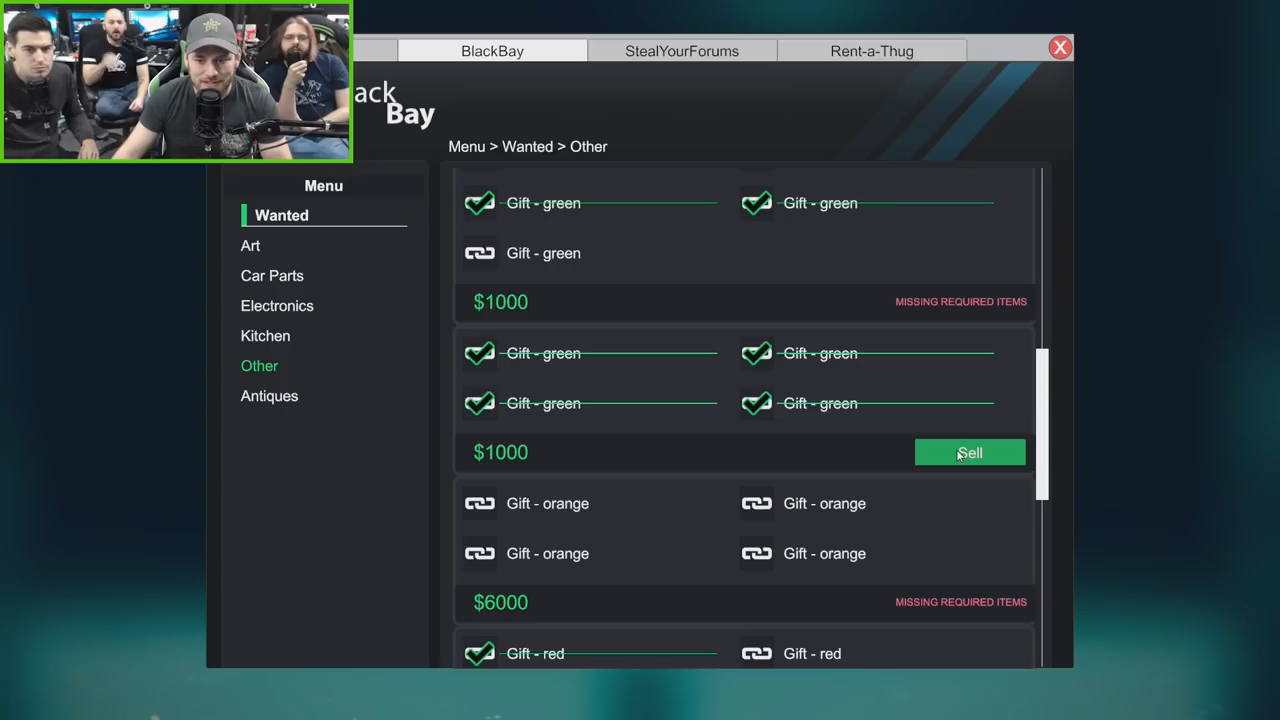 BlackBay
StealYourForums
Rent-a-Thug
X
ack
Bay
Menu > Wanted > Other
Menu
Wanted
Art
Car Parts
Electronics
Kitchen
Other
Antiques
Gift - green Gift - green
Gift - green
$1000 MISSING REQUIRED ITEMS
Gift - green Gift - green
Gift - green Gift - green
$1000 Sell
Gift - orange Gift - orange
Gift - orange Gift - orange
$6000 MISSING REQUIRED ITEMS
Gift - red Gift - red